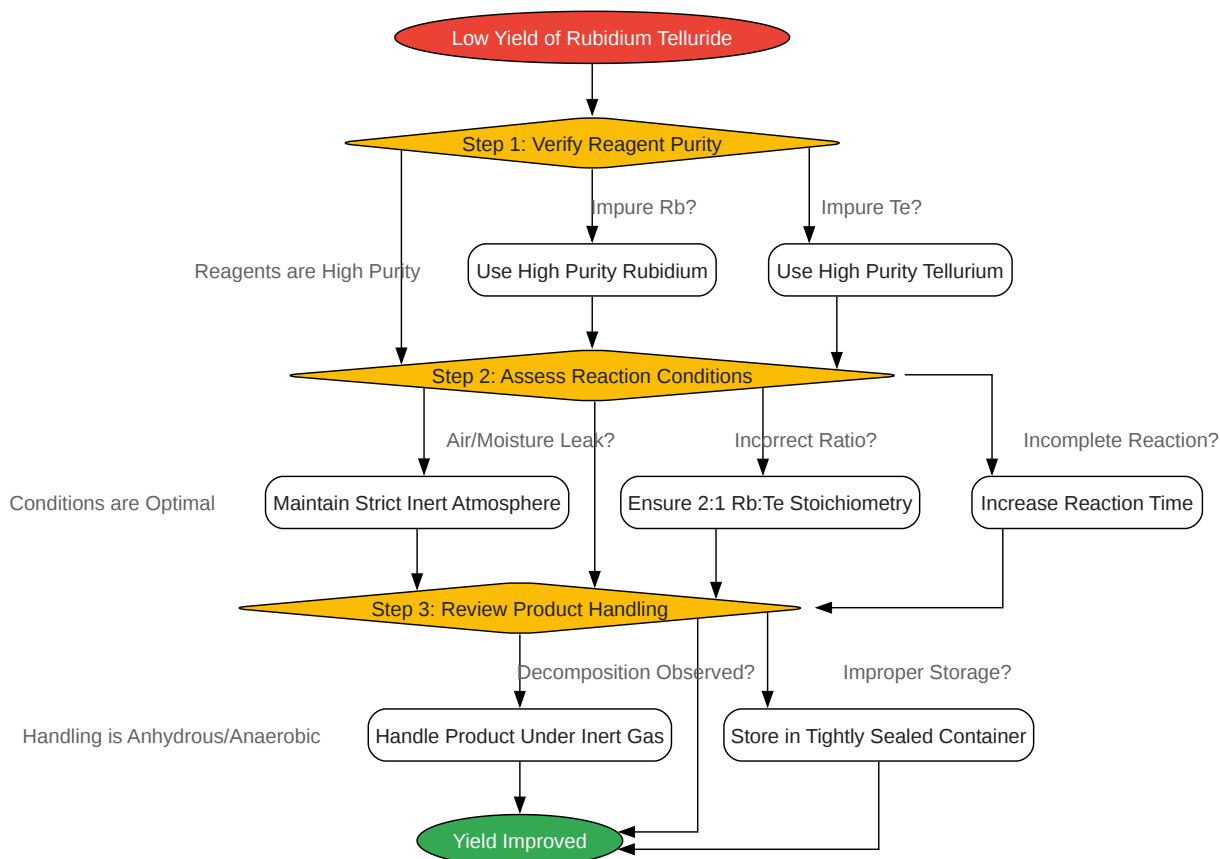 Low Yield of Rubidium Telluride
Step 1: Verify Reagent Purity
Impure Rb?
Impure Te?
Reagents are High Purity
Use High Purity Rubidium
Use High Purity Tellurium
Step 2: Assess Reaction Conditions
Air/Moisture Leak?
Incorrect Ratio?
Incomplete Reaction?
Conditions are Optimal
Maintain Strict Inert Atmosphere
Ensure 2:1 Rb:Te Stoichiometry
Increase Reaction Time
Step 3: Review Product Handling
Decomposition Observed?
Improper Storage?
Handling is Anhydrous/Anaerobic
Handle Product Under Inert Gas
Store in Tightly Sealed Container
Yield Improved